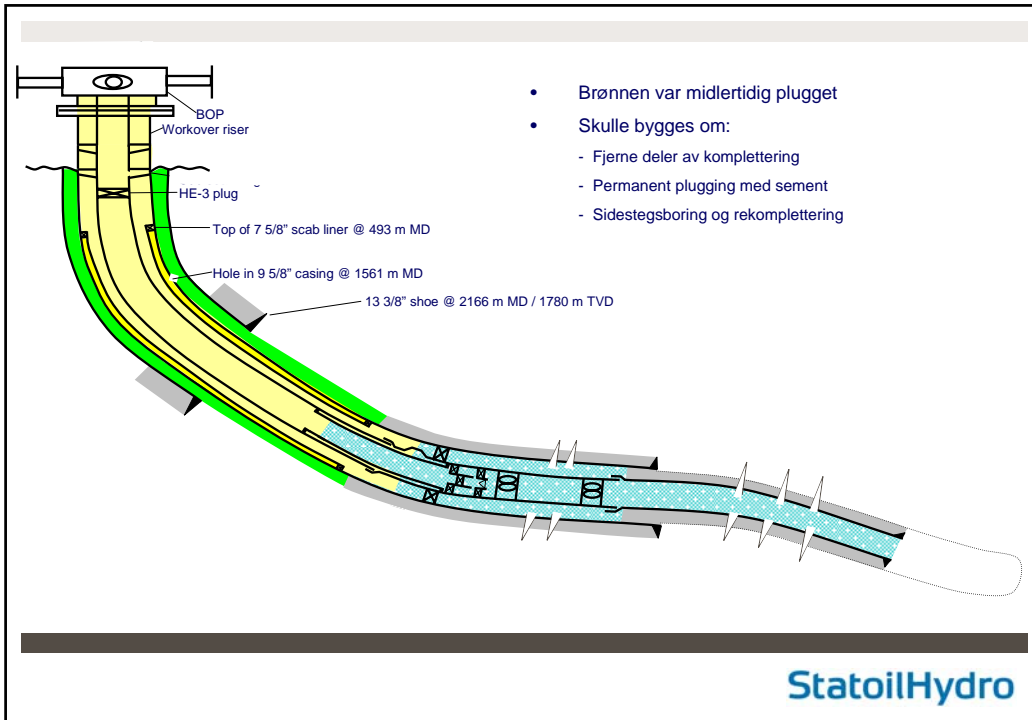 BOP
Workover riser
HE-3 plug
Top of 7 5/8” scab liner @ 493 m MD
Hole in 9 5/8” casing @ 1561 m MD
13 3/8” shoe @ 2166 m MD / 1780 m TVD
• Brønnen var midlertidig plugget
• Skulle bygges om:
- Fjerne deler av komplettering
- Permanent plugging med sement
- Sidestegsboring og rekomplettering
StatoilHydro